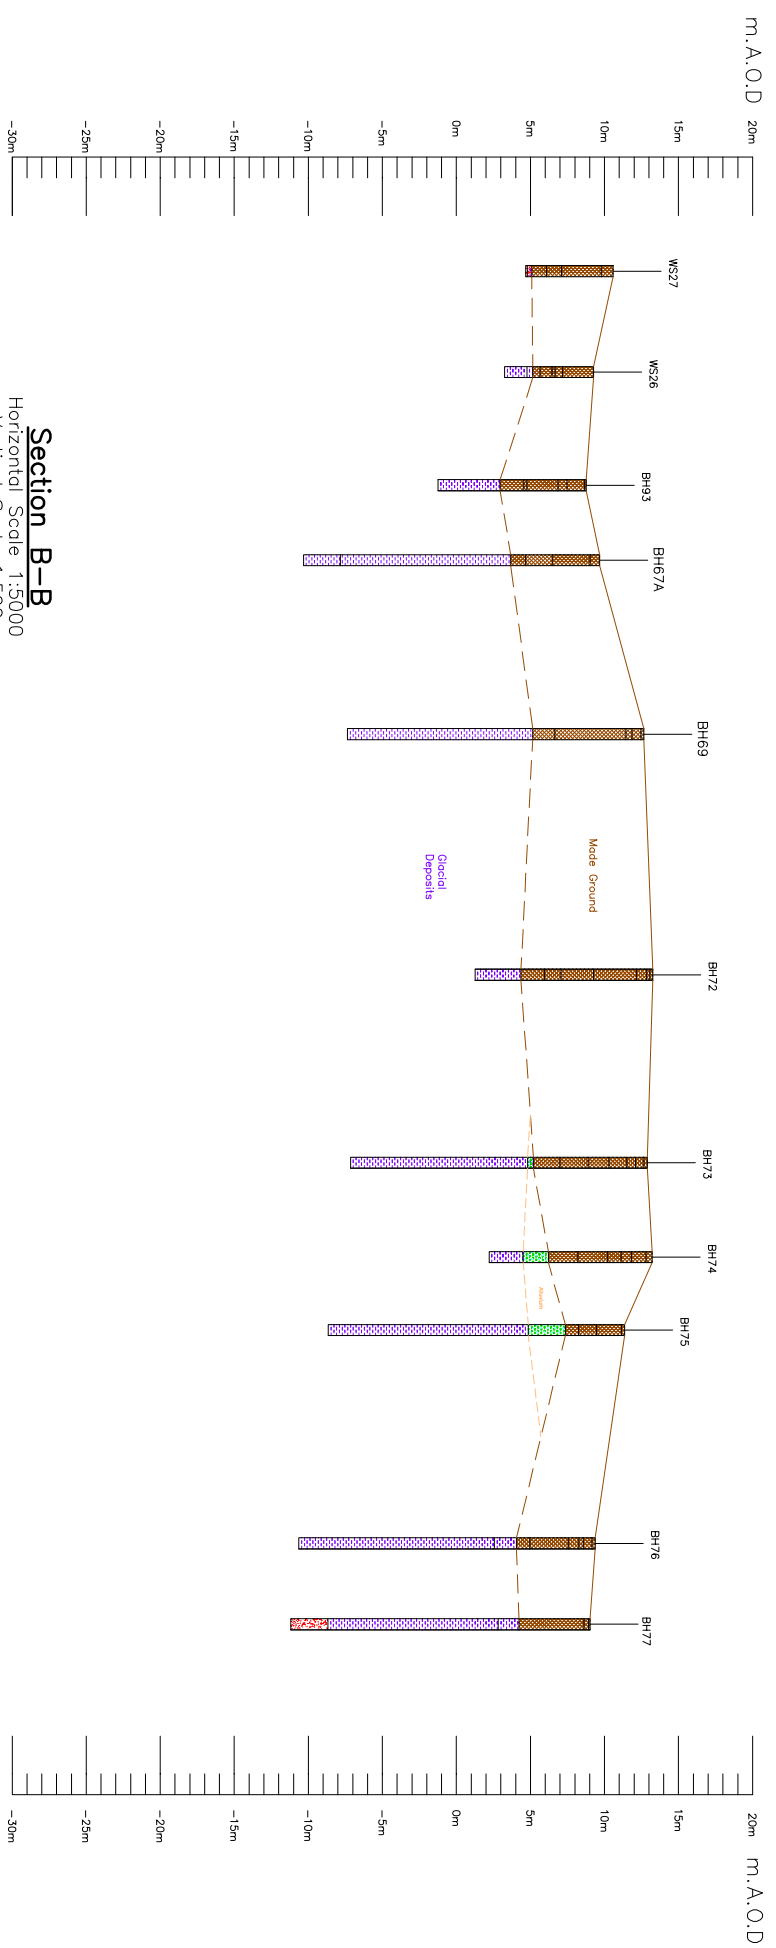 m.A.O.D
20m
15m
10m
5m
0m
-5m
-10m
-15m
-20m
-25m
-30m
WS27
WS26
BH93
BH67A
BH69
BH72
BH73
BH74
BH75
BH76
BH77
Made Ground
Glacial
Deposits
Alluvium
m.A.O.D
20m
15m
10m
5m
0m
-5m
-10m
-15m
-20m
-25m
-30m
Section B-B
Horizontal Scale 1:5000